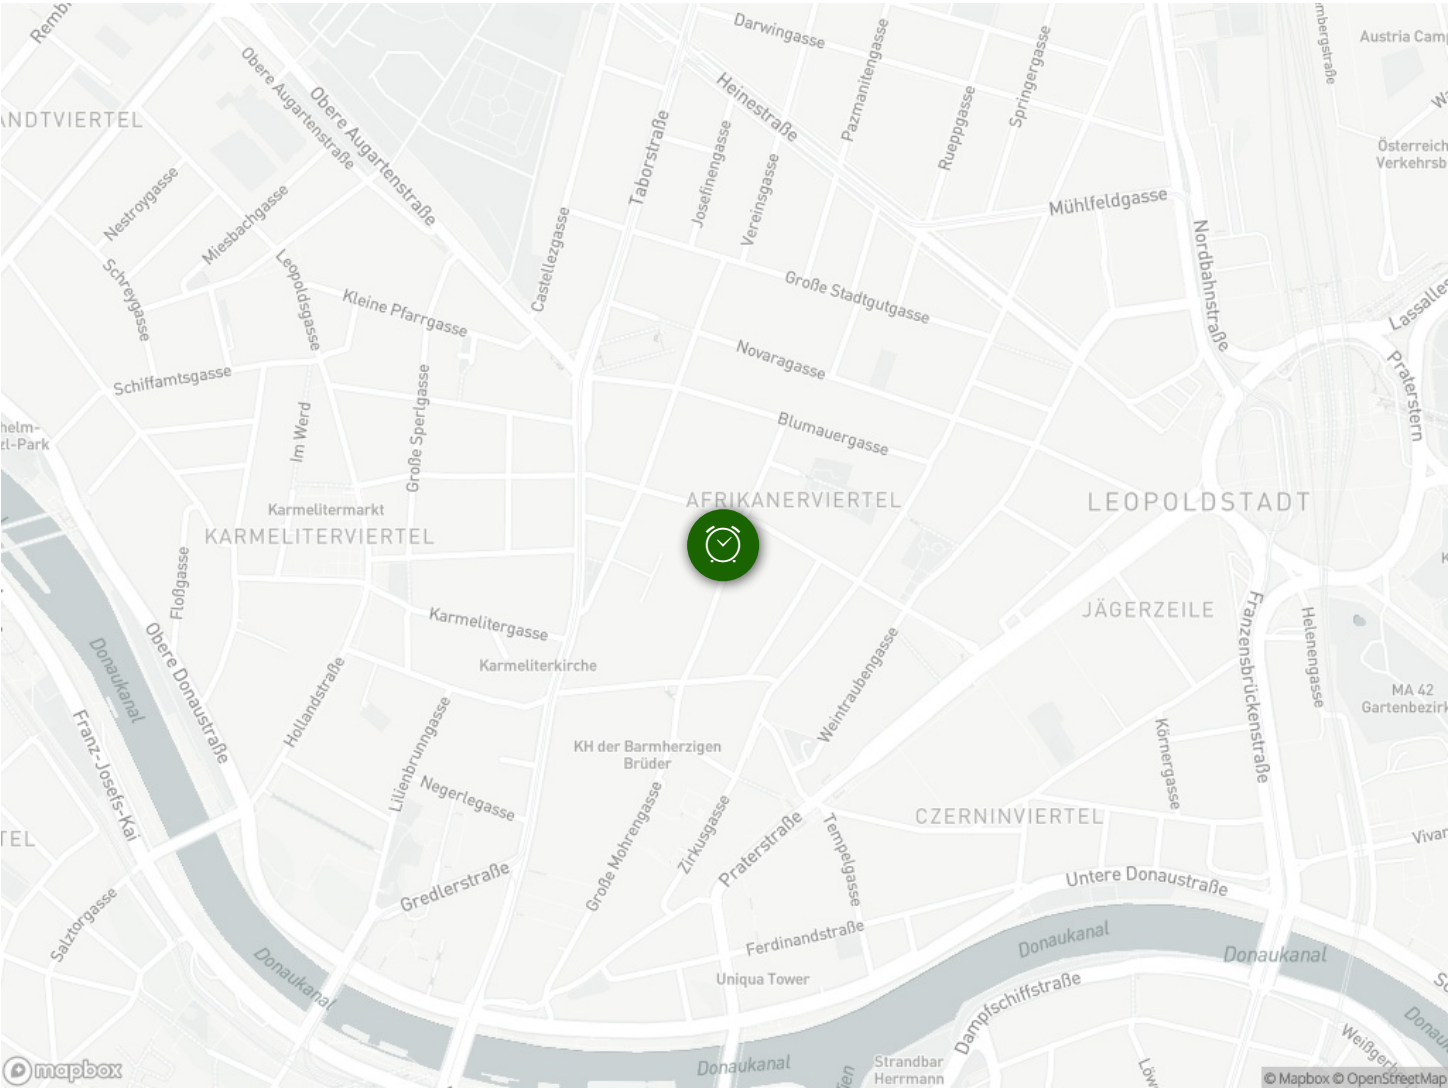 Darwingasse
Obere Augartenstraße
Obere Augartenstraße
Heinestraße
Pazmanitengasse
Springergasse
Rueppgasse
Austria Cam
Österreich
Verkehrsb
Taborstraße
Josefinengasse
Vereinsgasse
Mühlfeldgasse
Nordbahnstraße
Nestroygasse
Miesbachgasse
Schreygasse
Leopoldsgasse
Castellezgasse
Kleine Pfarrgasse
Große Stadtgutgasse
Lassalles
Praterstern
Novaragasse
Schiffamtsgasse
Im Werd
Große Sperlgasse
Blumauergasse
AFRIKANERVIERTEL
LEOPOLDSTADT
Karmelitermarkt
KARMELITERVIERTEL
Floßgasse
Karmelitergasse
Karmeliterkirche
JÄGERZEILE
Franzensbrückenstraße
Helenengasse
MA 42
Gartenbezirk
Donaukanal
Obere Donaustraße
Hollandstraße
Franz-Josefs-Kai
Weintraubengasse
Lilienbrunngasse
KH der Barmherzigen
Brüder
Körnergasse
Negerlegasse
CZERNINVIERTEL
Große Mohrengasse
Zirkusgasse
Praterstraße
Tempelgasse
Gredlerstraße
Untere Donaustraße
Salztorgasse
Ferdinandstraße
Donaukanal
Donaukanal
Donaukanal
Uniqua Tower
Dampfschiffstraße
Donaukanal
Strandbar
Herrmann
mapbox
© Mapbox © OpenStreetMap